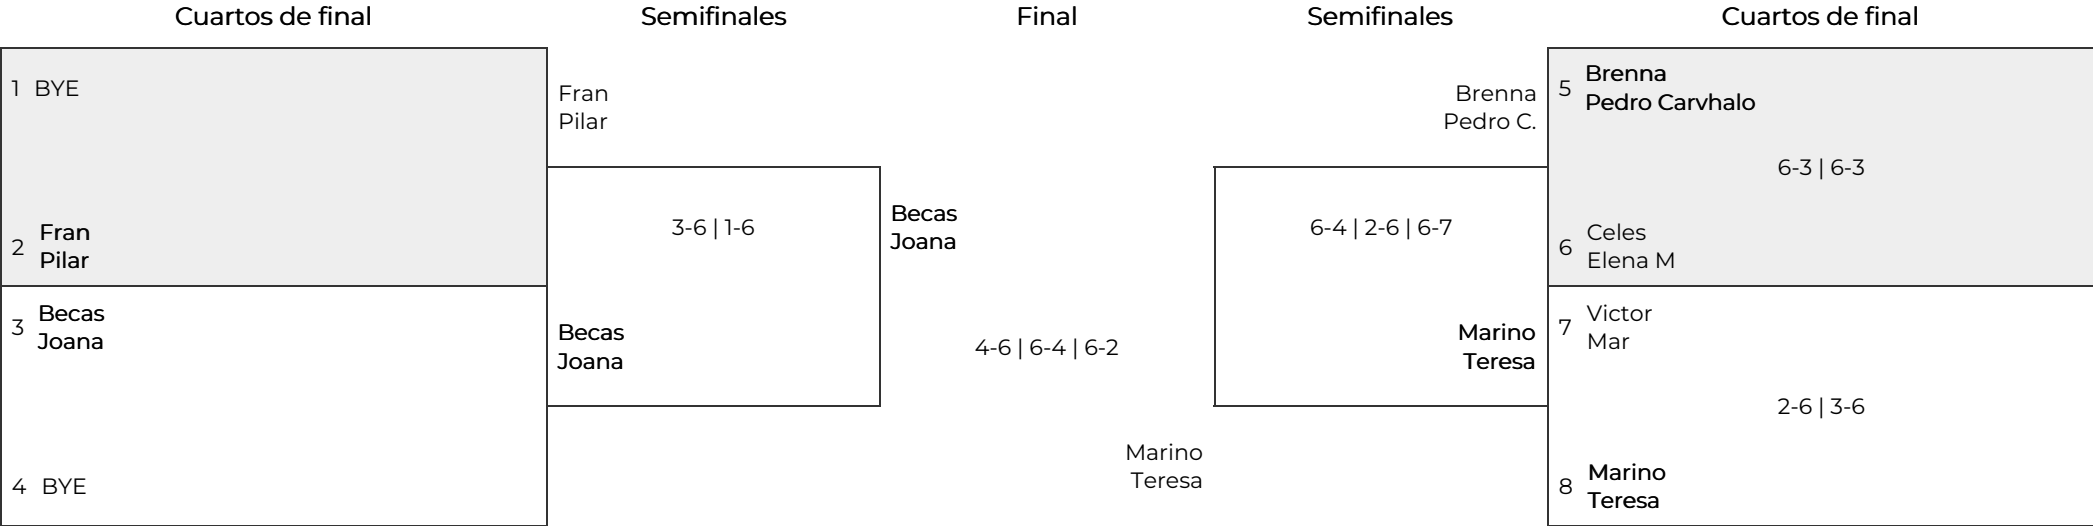 Cuartos de final
Semifinales
Final
Semifinales
Cuartos de final
1 BYE
2 Fran
Pilar
3 Becas
Joana
4 BYE
Fran
Pilar
3-6 | 1-6
Becas
Joana
Becas
Joana
4-6 | 6-4 | 6-2
Marino
Teresa
Brenna
Pedro C.
6-4 | 2-6 | 6-7
Marino
Teresa
5 Brenna
Pedro Carvhalo
6-3 | 6-3
6 Celes
Elena M
7 Victor
Mar
2-6 | 3-6
8 Marino
Teresa